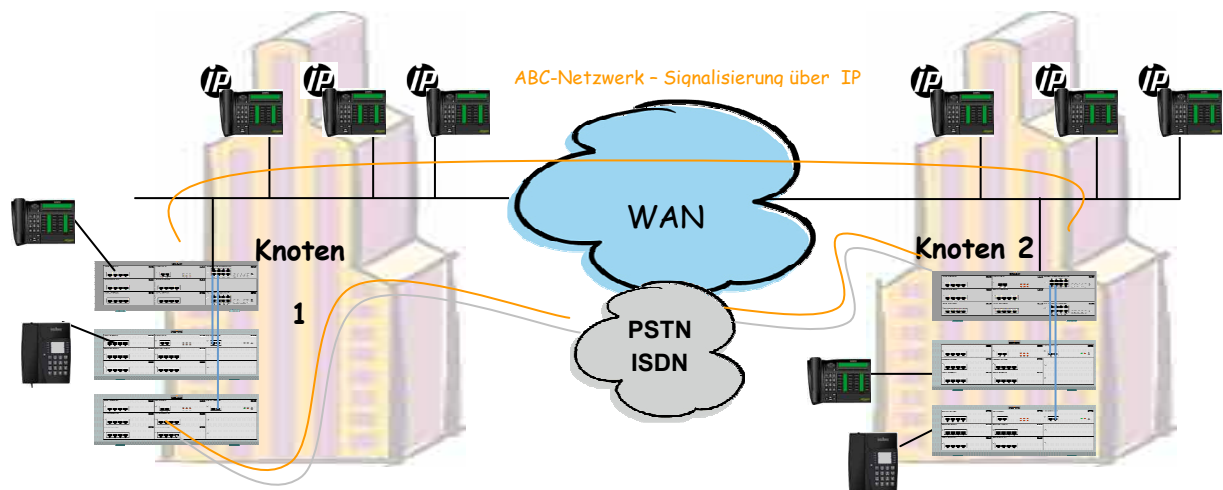 ABC-Netzwerk – Signalisierung über IP
iP
iP
iP
iP
iP
iP
WAN
Knoten
1
Knoten 2
PSTN
ISDN